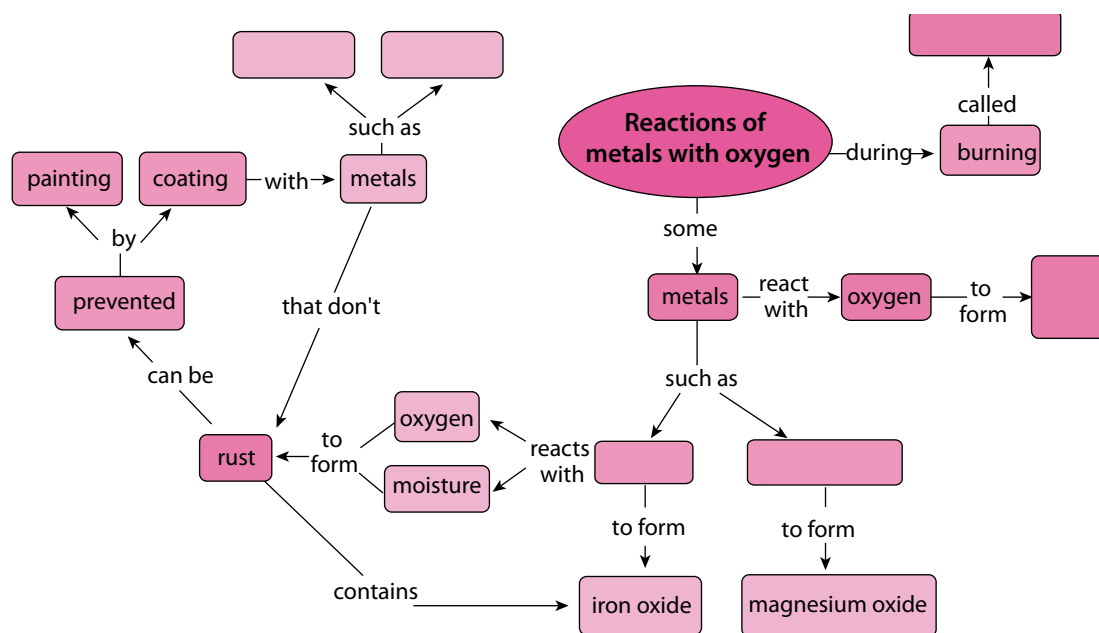 called
Reactions of
metals with oxygen
during
burning
such as
painting
coating
with
metals
by
prevented
some
metals
react
with
oxygen
to
form
that don't
can be
such as
rust
to
form
oxygen
moisture
reacts
with
to form
to form
contains
iron oxide
magnesium oxide